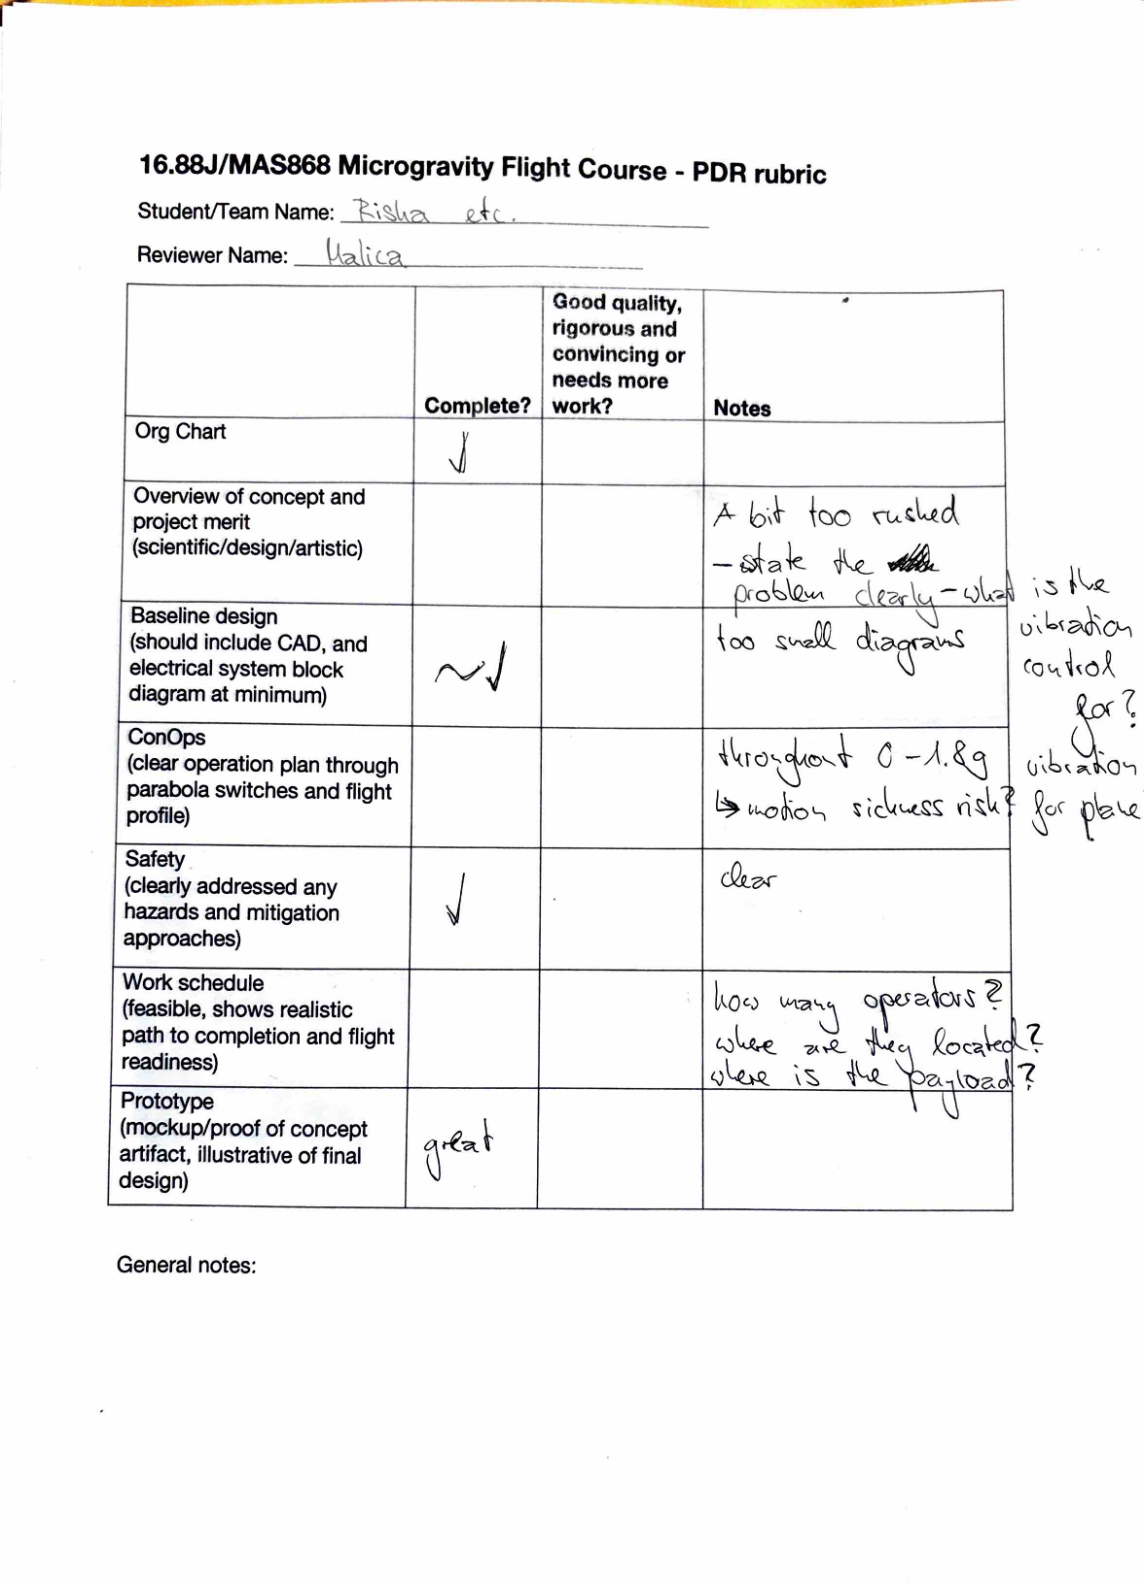 16.88J/MAS868 Microgravity Flight Course - PDR rubric
Student/Team Name: Risha etc.
Reviewer Name: Malica
Complete?
Good quality,
rigorous and
convincing or
needs more
work?
Notes
Org Chart
✓
Overview of concept and
project merit
(scientific/design/artistic)
A bit too rushed
- state the
problem clearly - what is the
vibration
control
for?
Baseline design
(should include CAD, and
electrical system block
diagram at minimum)
~✓
too small diagrams
ConOps
(clear operation plan through
parabola switches and flight
profile)
throughout 0-1.8g
↳ motion sickness risk?
vibration
for plane
Safety
(clearly addressed any
hazards and mitigation
approaches)
✓
clear
Work schedule
(feasible, shows realistic
path to completion and flight
readiness)
how many operators?
where are they located?
where is the payload?
Prototype
(mockup/proof of concept
artifact, illustrative of final
design)
great
General notes: